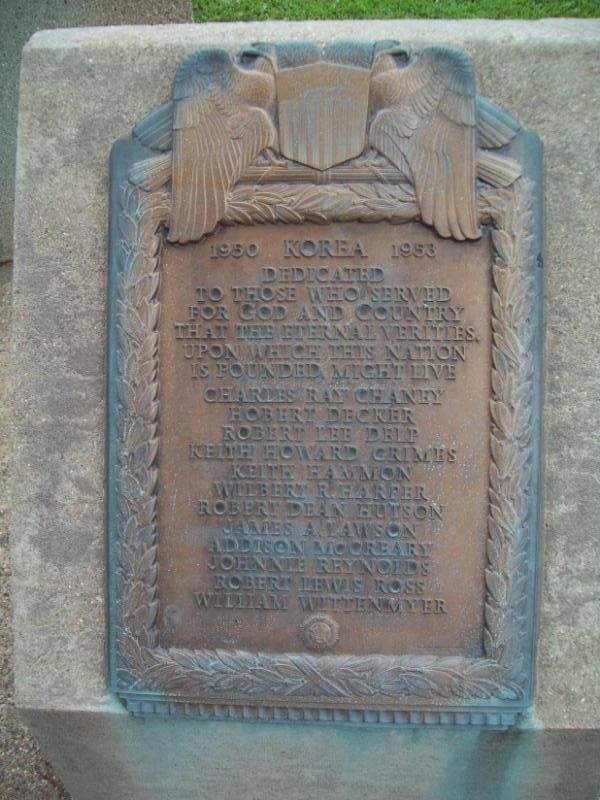 1950 KOREA 1953
DEDICATED
TO THOSE WHO SERVED
FOR GOD AND COUNTRY
THAT THE ETERNAL VERITIES,
UPON WHICH THIS NATION
IS FOUNDED, MIGHT LIVE
CHARLES RAY CHANEY
HOBERT DECKER
ROBERT LEE DELP
KEITH HOWARD GRIMES
KEITH HAMMON
WILBERT R. HARPER
ROBERT DEAN HUTSON
JAMES A. LAWSON
ADDISON McCREARY
JOHNNIE REYNOLDS
ROBERT LEWIS ROSS
WILLIAM WITTENMYER